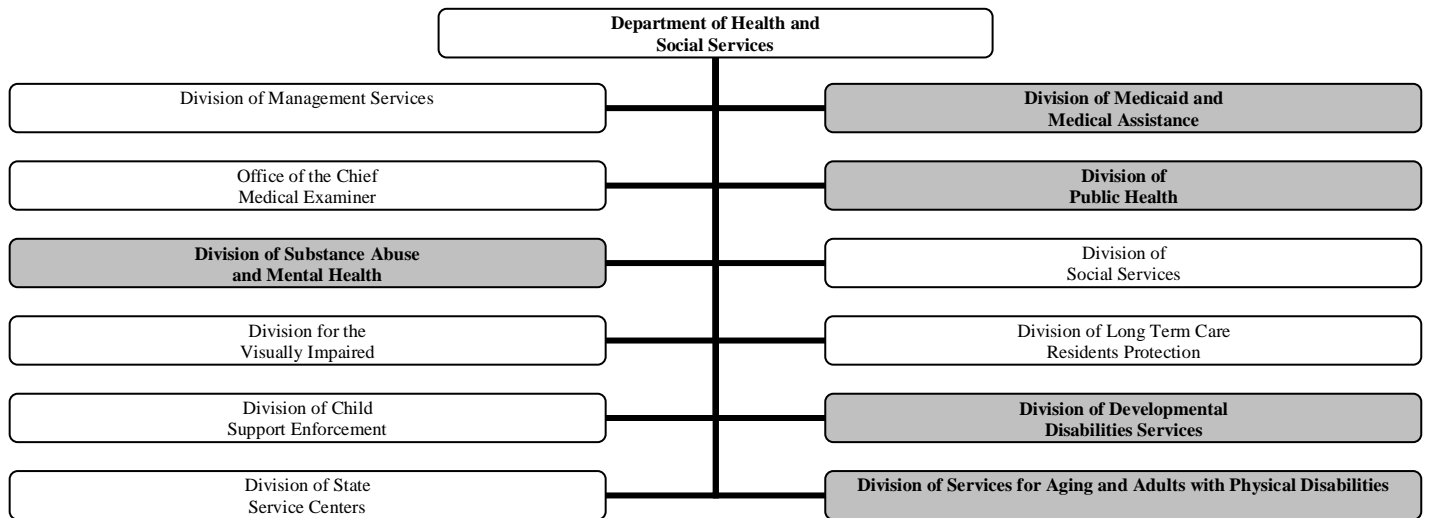 Department of Health and
Social Services
Division of Management Services
Division of Medicaid and
Medical Assistance
Office of the Chief
Medical Examiner
Division of
Public Health
Division of Substance Abuse
and Mental Health
Division of
Social Services
Division for the
Visually Impaired
Division of Long Term Care
Residents Protection
Division of Child
Support Enforcement
Division of Developmental
Disabilities Services
Division of State
Service Centers
Division of Services for Aging and Adults with Physical Disabilities